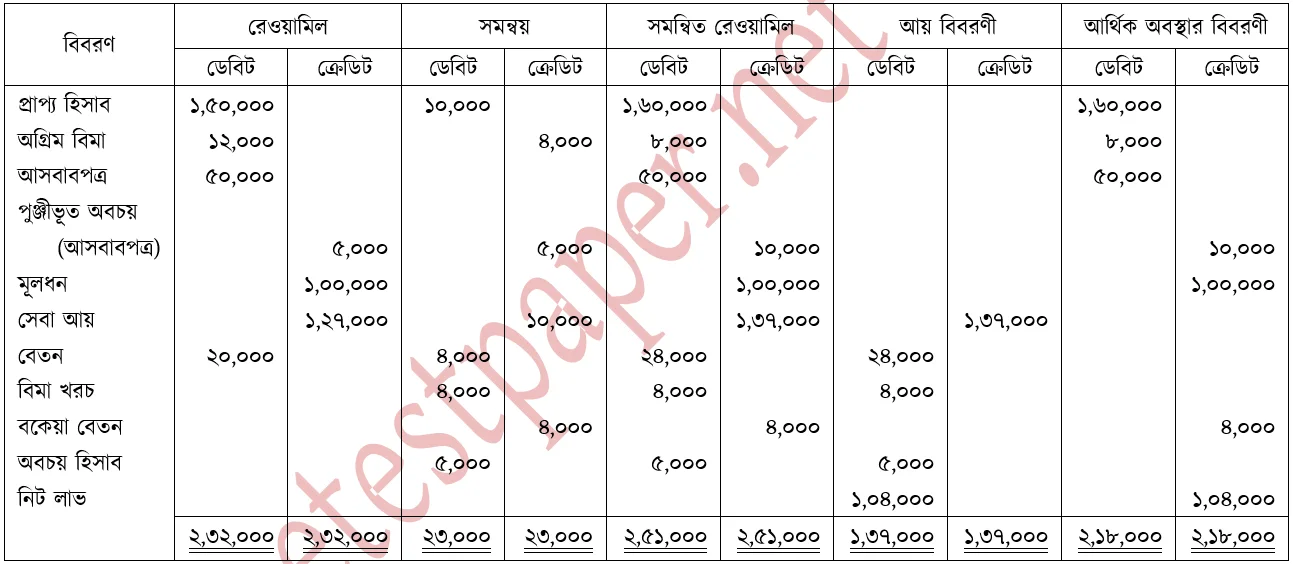 বিবরণ রেওয়ামিল সমন্বয় সমন্বিত রেওয়ামিল আয় বিবরণী আর্থিক অবস্থার বিবরণী
ডেবিট ক্রেডিট ডেবিট ক্রেডিট ডেবিট ক্রেডিট ডেবিট ক্রেডিট ডেবিট ক্রেডিট
প্রাপ্য হিসাব ১,৫০,০০০ ১০,০০০ ১,৬০,০০০ ১,৬০,০০০
অগ্রিম বিমা ১২,০০০ ৪,০০০ ৮,০০০ ৮,০০০
আসবাবপত্র ৫০,০০০ ৫০,০০০ ৫০,০০০
পুঞ্জীভূত অবচয়
(আসবাবপত্র) ৫,০০০ ৫,০০০ ১০,০০০ ১০,০০০
মূলধন ১,০০,০০০ ১,০০,০০০ ১,০০,০০০
সেবা আয় ১,২৭,০০০ ১০,০০০ ১,৩৭,০০০ ১,৩৭,০০০
বেতন ২০,০০০ ৪,০০০ ২৪,০০০ ২৪,০০০
বিমা খরচ ৪,০০০ ৪,০০০ ৪,০০০
বকেয়া বেতন ৪,০০০ ৪,০০০ ৪,০০০
অবচয় হিসাব ৫,০০০ ৫,০০০ ৫,০০০
নিট লাভ ১,০৪,০০০ ১,০৪,০০০
২,৩২,০০০ ২,৩২,০০০ ২৩,০০০ ২৩,০০০ ২,৫১,০০০ ২,৫১,০০০ ১,৩৭,০০০ ১,৩৭,০০০ ২,১৮,০০০ ২,১৮,০০০
etestpaper.net